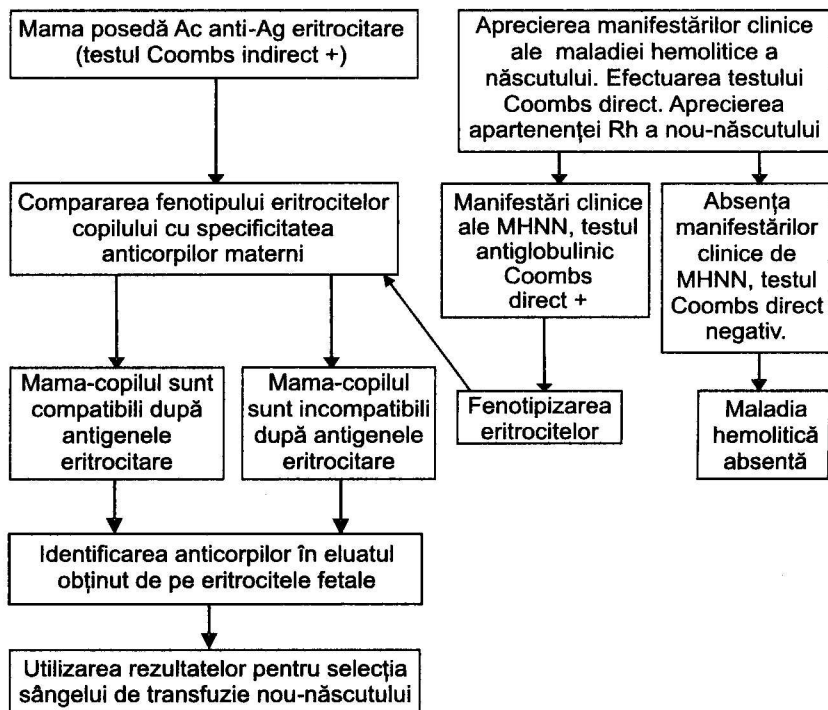 Mama posedă Ac anti-Ag eritrocitare
(testul Coombs indirect +)
Aprecierea manifestărilor clinice
ale maladiei hemolitice a
născutului. Efectuarea testului
Coombs direct. Aprecierea
apartenenței Rh a nou-născutului
Compararea fenotipului eritrocitelor
copilului cu specificitatea
anticorpilor materni
Manifestări clinice
ale MHNN, testul
antiglobulinic
Coombs
direct +
Absența
manifestărilor
clinice de
MHNN, testul
Coombs direct
negativ.
Mama-copilul sunt
compatibili după
antigenele
eritrocitare
Mama-copilul
sunt incompatibili
după antigenele
eritrocitare
Fenotipizarea
eritrocitelor
Maladia
hemolitică
absentă
Identificarea anticorpilor în eluatul
obținut de pe eritrocitele fetale
Utilizarea rezultatelor pentru selecția
sângelui de transfuzie nou-născutului